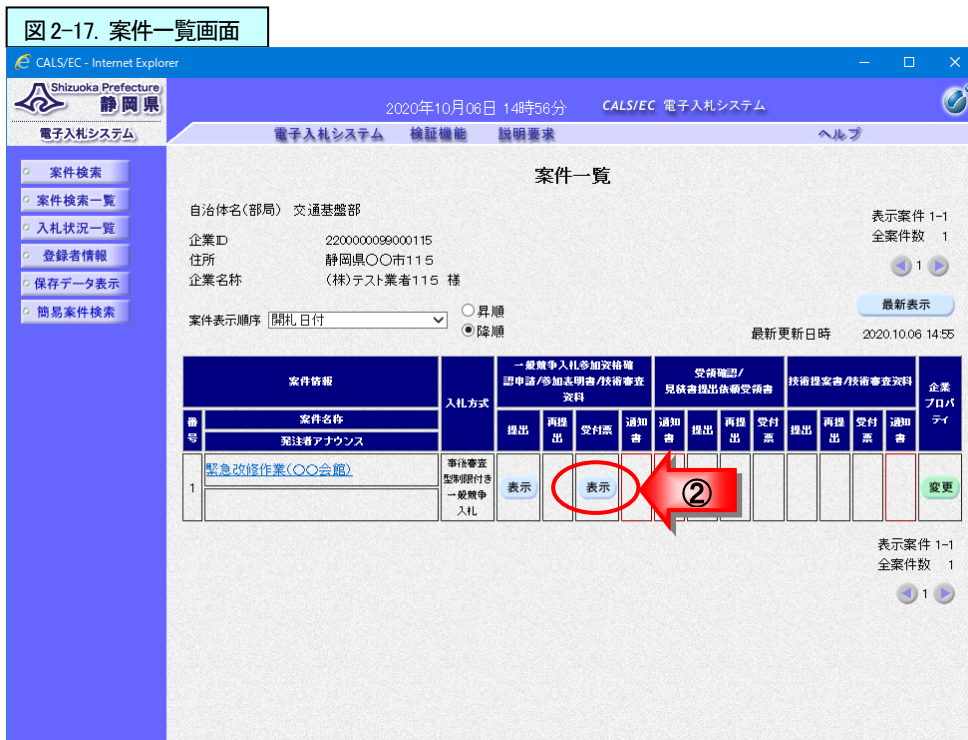 図 2-17. 案件一覧画面
CALS/EC - Internet Explorer
Shizuoka Prefecture
静岡県
電子入札システム
2020年10月06日 14時56分 CALS/EC 電子入札システム
電子入札システム 検証機能 説明要求 ヘルプ
案件検索
案件検索一覧
入札状況一覧
登録者情報
保存データ表示
簡易案件検索
案件一覧
自治体名(部局) 交通基盤部
企業ID 2200000099000115
住所 静岡県〇〇市115
企業名称 (株)テスト業者115 様
表示案件 1-1
全案件数 1
1
案件表示順序 開札日付
昇順
降順
最新表示
最新更新日時 2020.10.06 14:55
案件情報
入札方式
一般競争入札参加資格確
認申請/参加表明書/技術審査
資料
受領確認/
見積書提出依頼受領書
技術提案書/技術審査資料
企業
プロパ
ティ
番号
案件名称
発注者アナウンス
提出 再提出 受付票 通知書 通知書 提出 再提出 受付票 提出 再提出 受付票 通知書
1
緊急改修作業(〇〇会館)
事後審査
型制限付き
一般競争
入札
表示
表示
②
変更
表示案件 1-1
全案件数 1
1